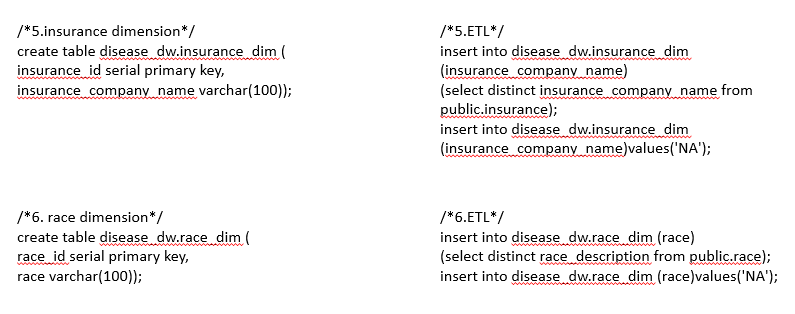 /*5.insurance dimension*/
create table disease_dw.insurance_dim (
insurance_id serial primary key,
insurance_company_name varchar(100));
/*5.ETL*/
insert into disease_dw.insurance_dim
(insurance_company_name)
(select distinct insurance_company_name from
public.insurance);
insert into disease_dw.insurance_dim
(insurance_company_name)values('NA');
/*6. race dimension*/
create table disease_dw.race_dim (
race_id serial primary key,
race varchar(100));
/*6.ETL*/
insert into disease_dw.race_dim (race)
(select distinct race_description from public.race);
insert into disease_dw.race_dim (race)values('NA');